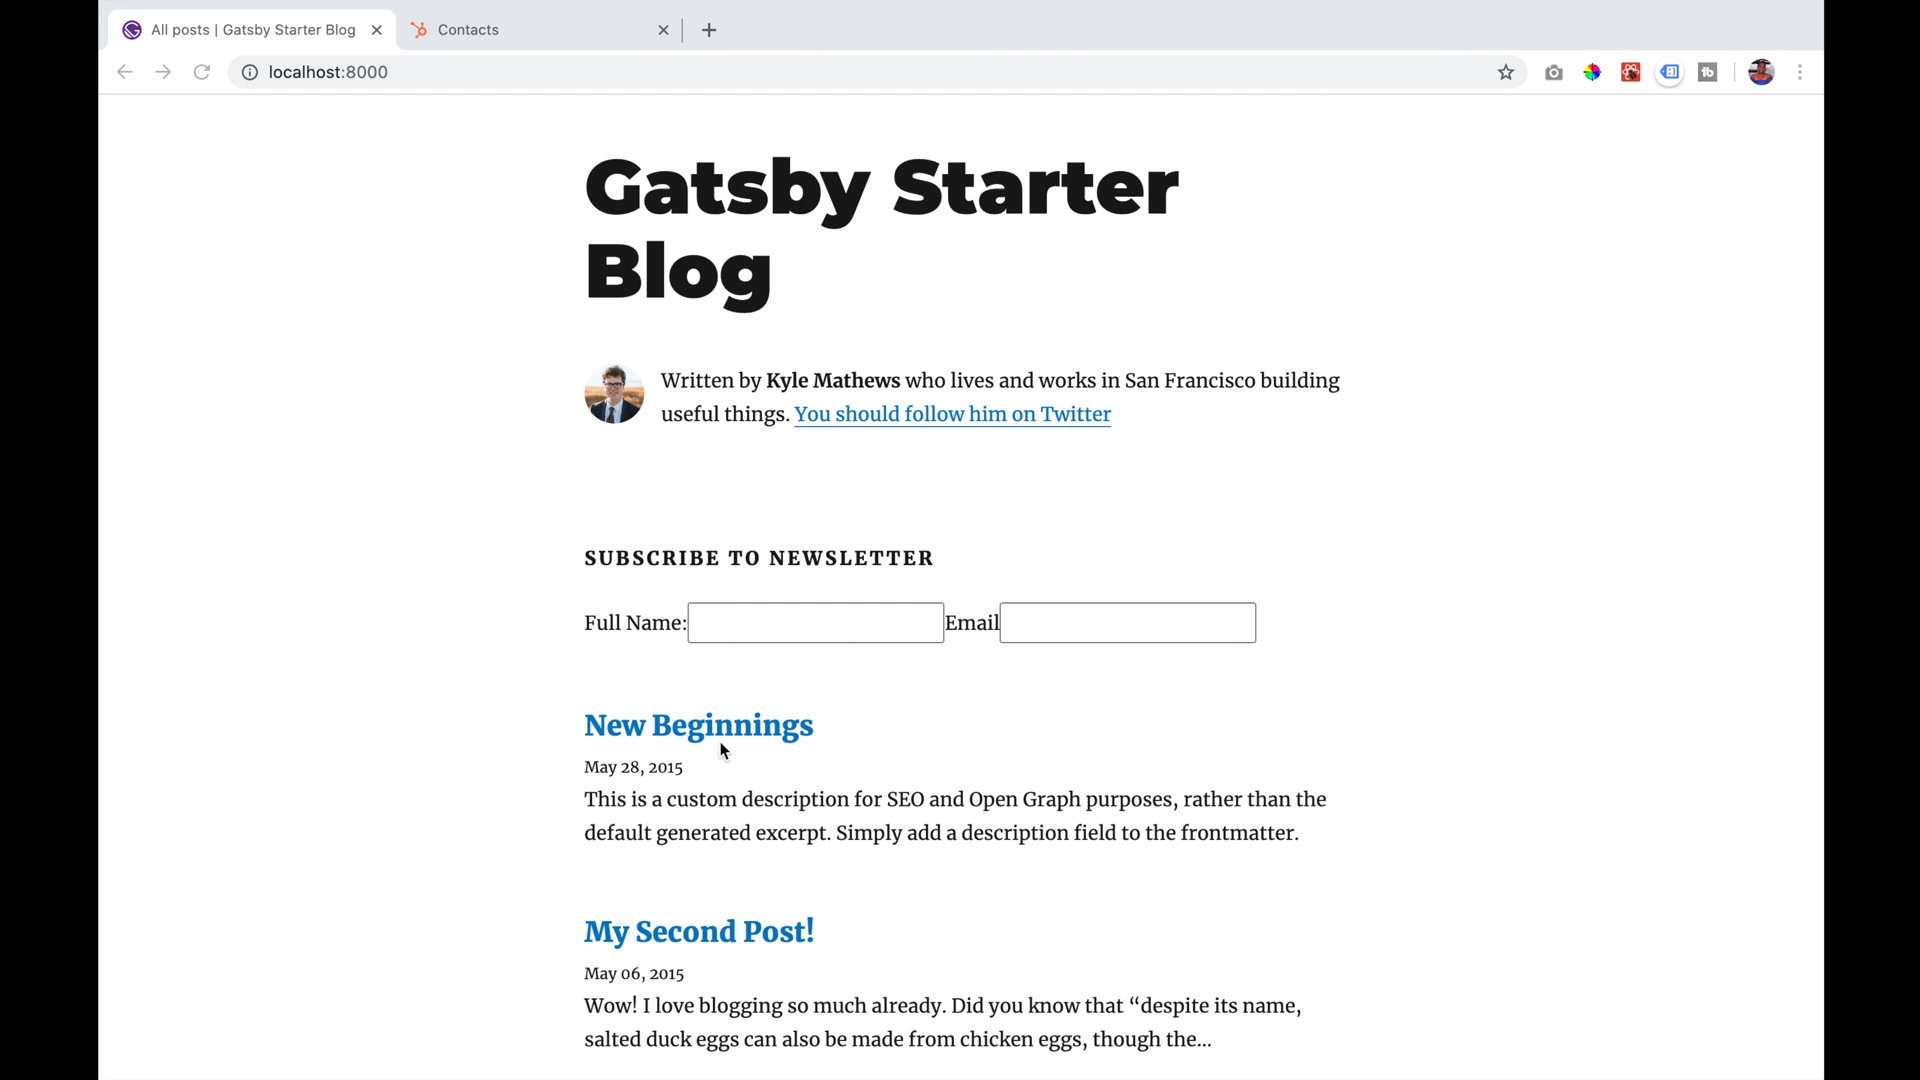 All posts | Gatsby Starter Blog
Contacts
localhost:8000
Gatsby Starter
Blog
Written by Kyle Mathews who lives and works in San Francisco building
useful things. You should follow him on Twitter
SUBSCRIBE TO NEWSLETTER
Full Name:
Email
New Beginnings
May 28, 2015
This is a custom description for SEO and Open Graph purposes, rather than the
default generated excerpt. Simply add a description field to the frontmatter.
My Second Post!
May 06, 2015
Wow! I love blogging so much already. Did you know that “despite its name,
salted duck eggs can also be made from chicken eggs, though the…